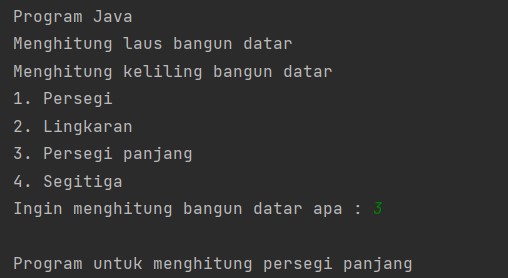 Program Java
Menghitung laus bangun datar
Menghitung keliling bangun datar
1. Persegi
2. Lingkaran
3. Persegi panjang
4. Segitiga
Ingin menghitung bangun datar apa : 3
Program untuk menghitung persegi panjang